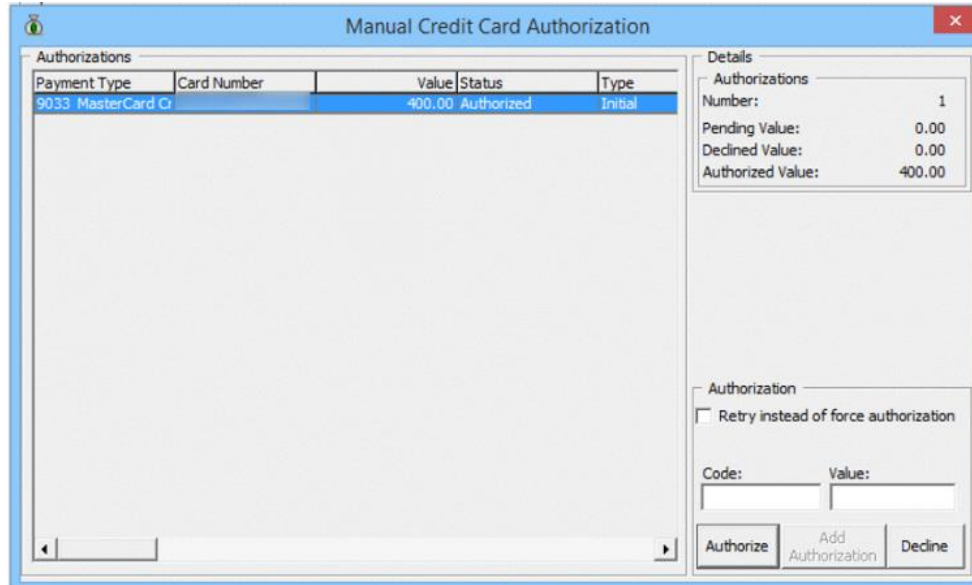 Manual Credit Card Authorization
Authorizations
Payment Type Card Number Value Status Type
9033 MasterCard Cr 400.00 Authorized Initial
Details
Authorizations
Number: 1
Pending Value: 0.00
Declined Value: 0.00
Authorized Value: 400.00
Authorization
Retry instead of force authorization
Code: Value:
Authorize Add Authorization Decline